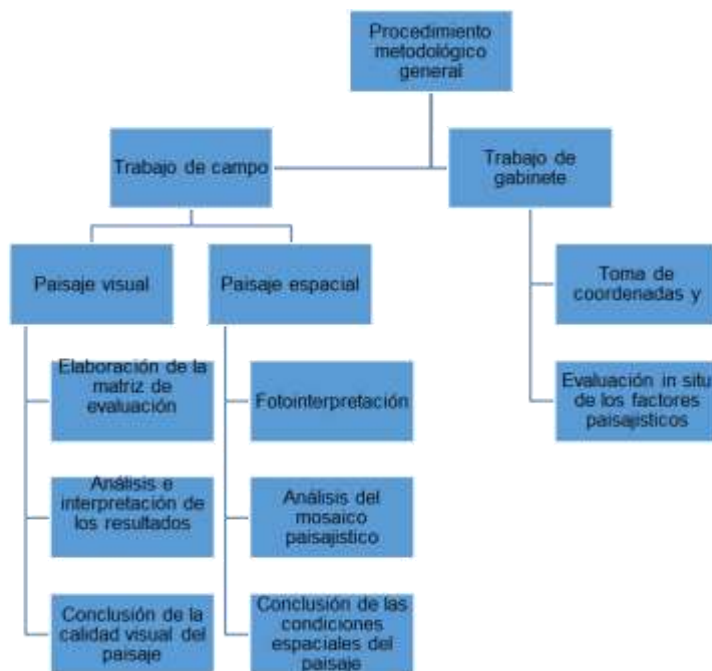 Procedimiento
metodológico
general
Trabajo de campo
Trabajo de
gabinete
Paisaje visual
Paisaje espacial
Toma de
coordenadas y
Elaboración de la
matriz de
evaluación
Fotointerpretación
Evaluación in situ
de los factores
paisajisticos
Análisis e
interpretación de
los resultados
Análisis del
mosaico
paisajistico
Conclusión de la
calidad visual del
paisaje
Conclusión de las
condiciones
espaciales del
paisaje